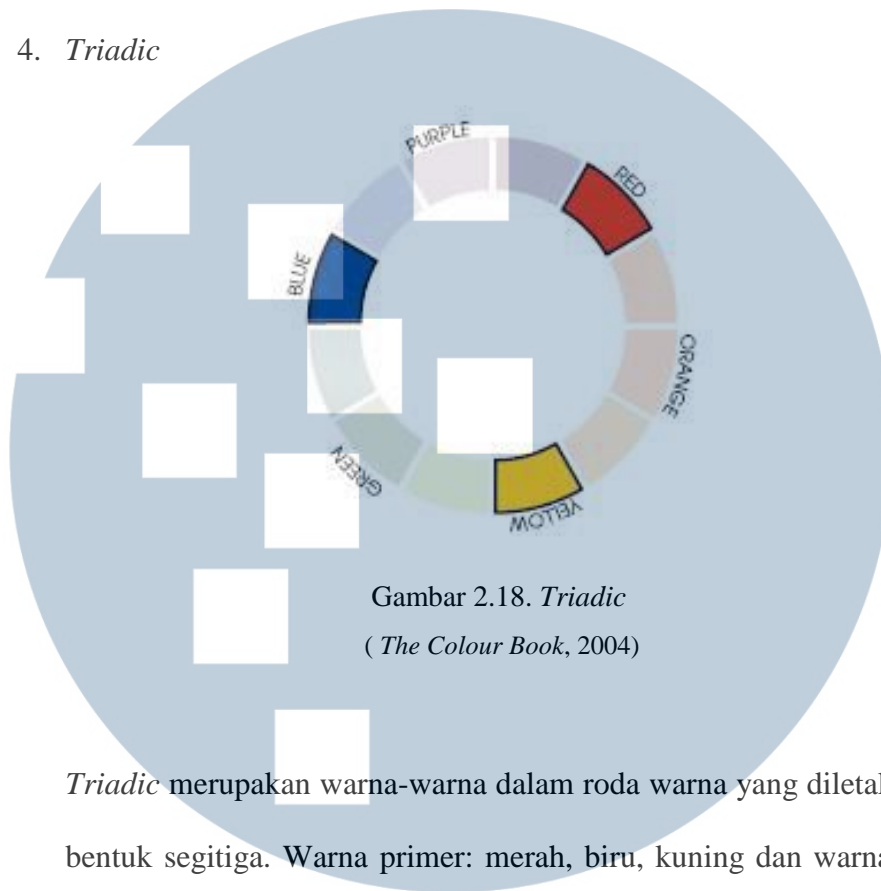 4. Triadic
PURPLE
RED
BLUE
ORANGE
GREEN
YELLOW
Gambar 2.18. Triadic
( The Colour Book, 2004)
Triadic merupakan warna-warna dalam roda warna yang
bentuk segitiga. Warna primer: merah, biru, kuning dan warna